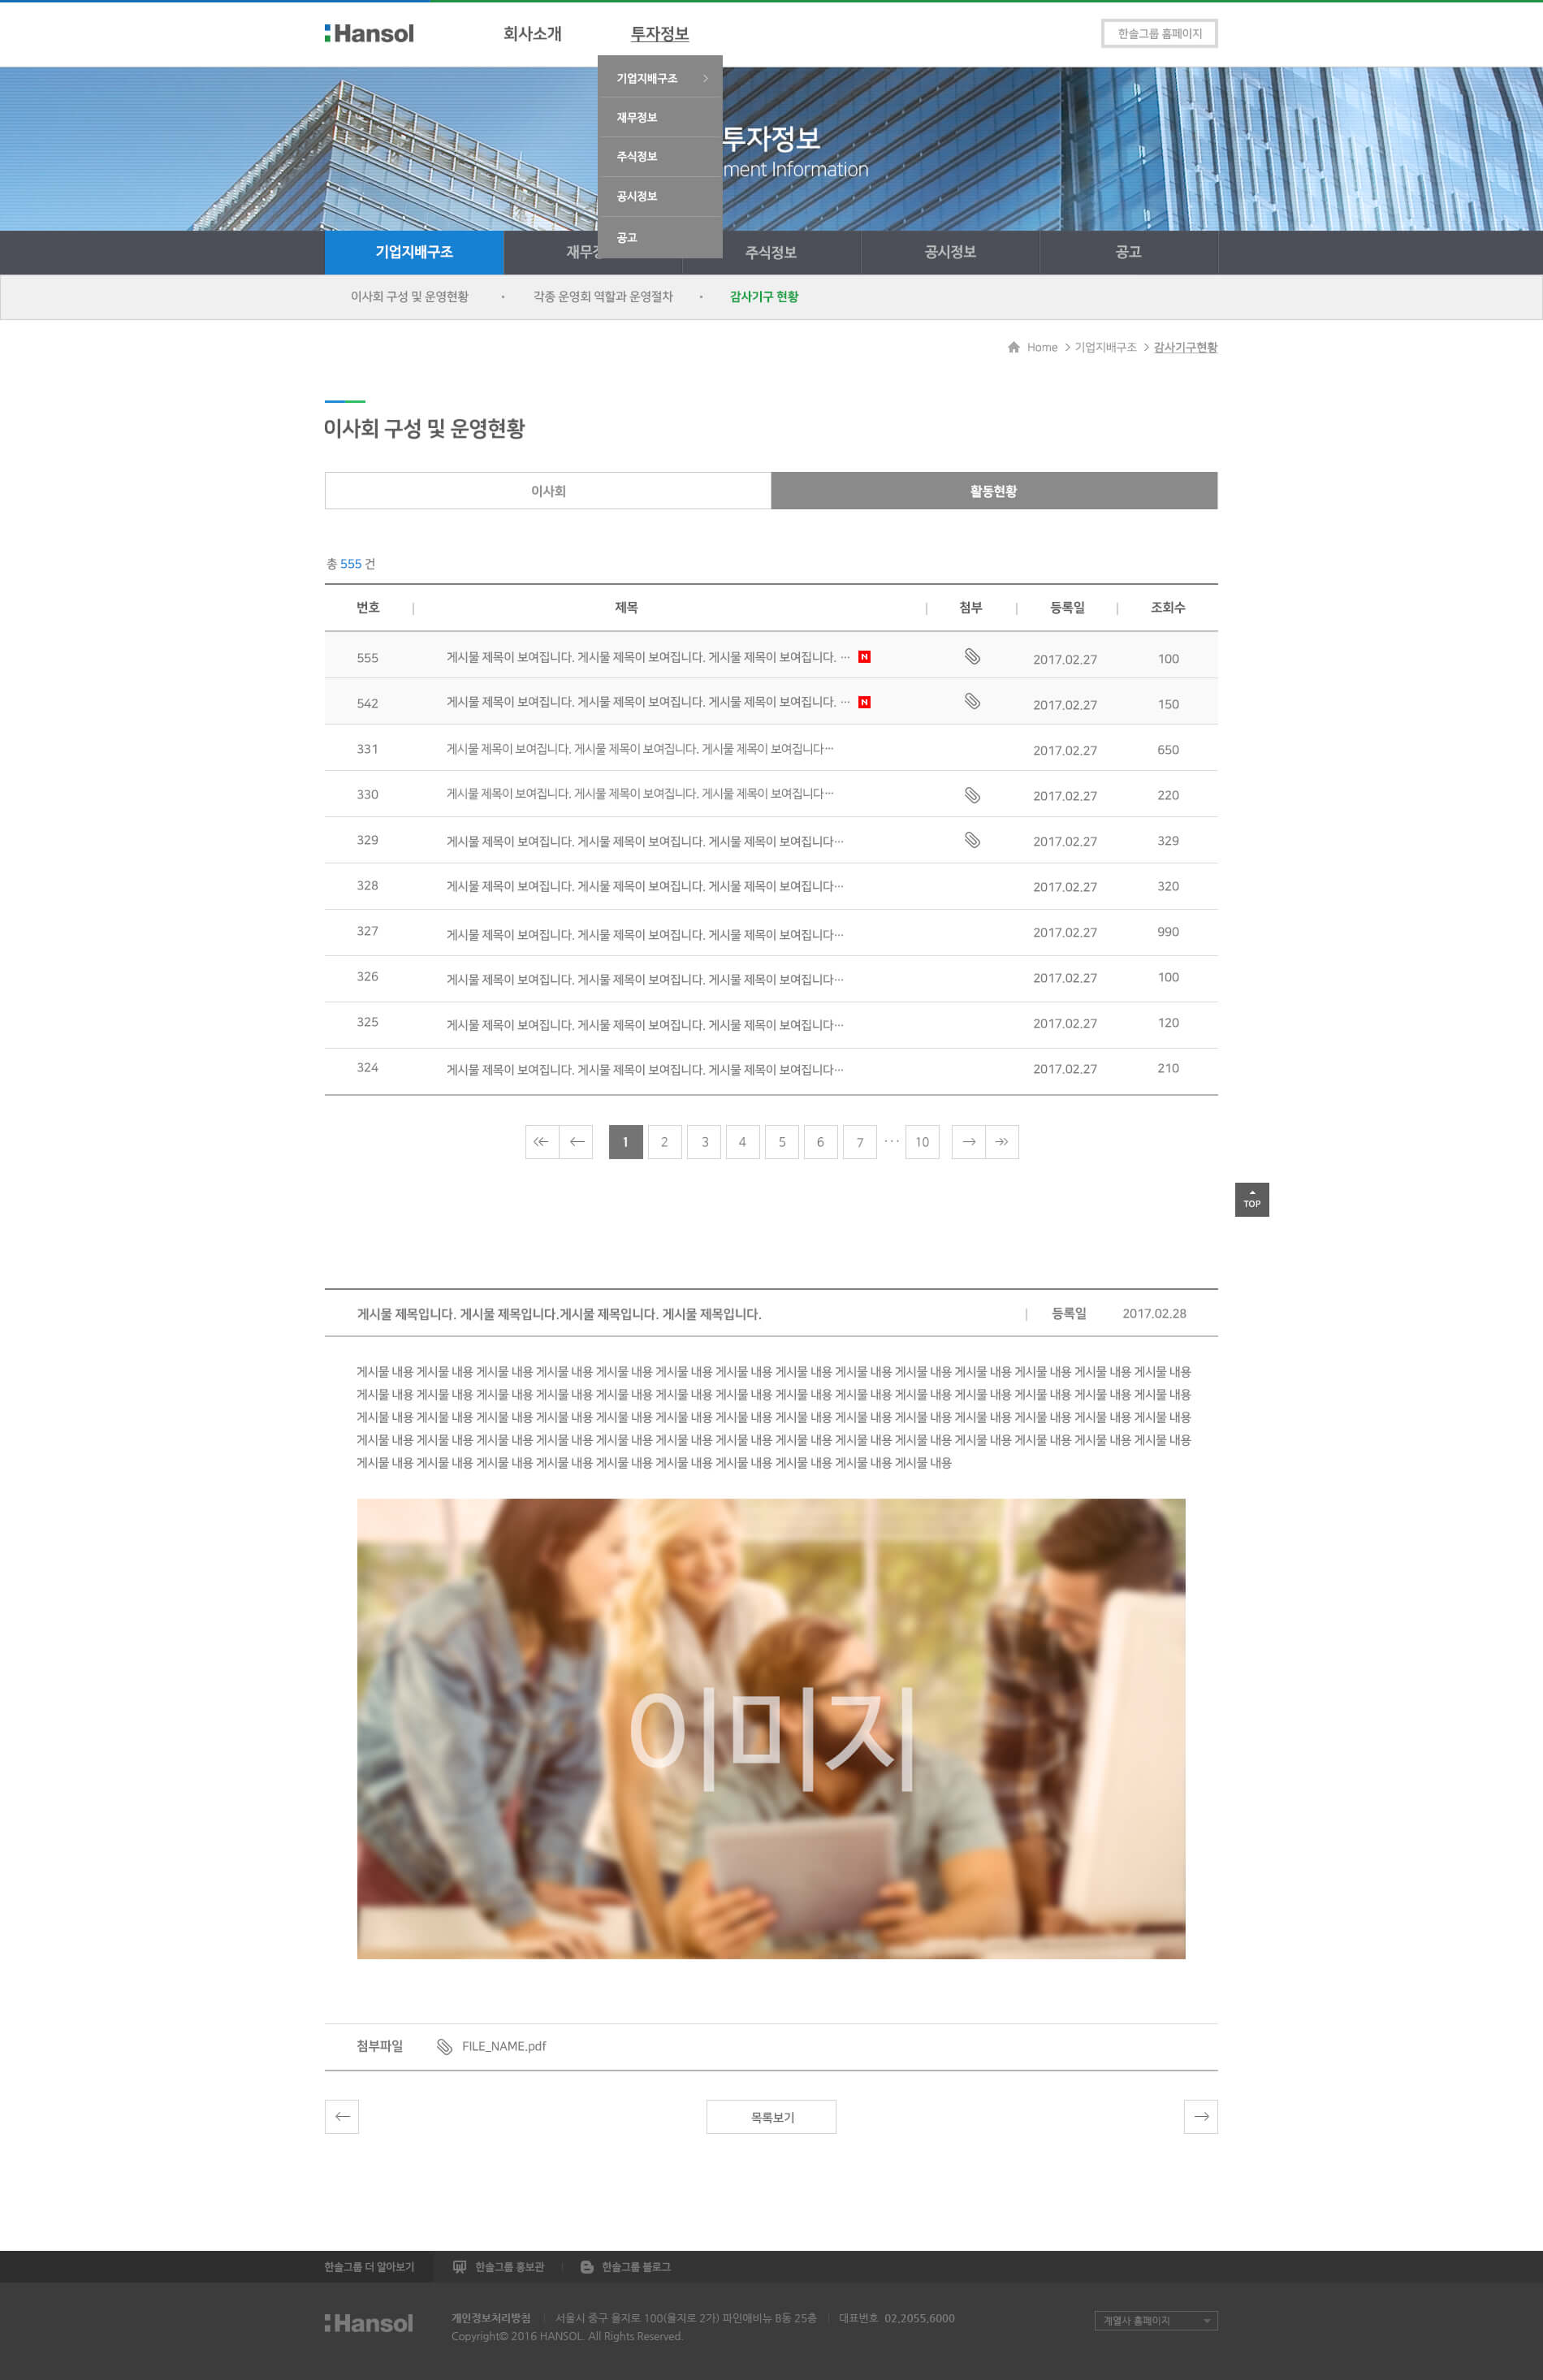 Hansol
회사소개
투자정보
한솔그룹 홈페이지
기업지배구조
재무정보
주식정보
공시정보
공고
투자정보
ment Information
기업지배구조
주식정보
공시정보
공고
이사회 구성 및 운영현황 · 각종 운영회 역할과 운영절차 · 감사기구 현황
Home > 기업지배구조 > 감사기구현황
이사회 구성 및 운영현황
이사회
활동현황
총 555 건
번호 | 제목 | 첨부 | 등록일 | 조회수
555 게시물 제목이 보여집니다. 게시물 제목이 보여집니다. 게시물 제목이 보여집니다. … N 2017.02.27 100
542 게시물 제목이 보여집니다. 게시물 제목이 보여집니다. 게시물 제목이 보여집니다. … N 2017.02.27 150
331 게시물 제목이 보여집니다. 게시물 제목이 보여집니다. 게시물 제목이 보여집니다… 2017.02.27 650
330 게시물 제목이 보여집니다. 게시물 제목이 보여집니다. 게시물 제목이 보여집니다… 2017.02.27 220
329 게시물 제목이 보여집니다. 게시물 제목이 보여집니다. 게시물 제목이 보여집니다… 2017.02.27 329
328 게시물 제목이 보여집니다. 게시물 제목이 보여집니다. 게시물 제목이 보여집니다… 2017.02.27 320
327 게시물 제목이 보여집니다. 게시물 제목이 보여집니다. 게시물 제목이 보여집니다… 2017.02.27 990
326 게시물 제목이 보여집니다. 게시물 제목이 보여집니다. 게시물 제목이 보여집니다… 2017.02.27 100
325 게시물 제목이 보여집니다. 게시물 제목이 보여집니다. 게시물 제목이 보여집니다… 2017.02.27 120
324 게시물 제목이 보여집니다. 게시물 제목이 보여집니다. 게시물 제목이 보여집니다… 2017.02.27 210
1 2 3 4 5 6 7 ··· 10
TOP
게시물 제목입니다. 게시물 제목입니다.게시물 제목입니다. 게시물 제목입니다. | 등록일 2017.02.28
게시물 내용 게시물 내용 게시물 내용 게시물 내용 게시물 내용 게시물 내용 게시물 내용 게시물 내용 게시물 내용 게시물 내용 게시물 내용 게시물 내용 게시물 내용 게시물 내용
게시물 내용 게시물 내용 게시물 내용 게시물 내용 게시물 내용 게시물 내용 게시물 내용 게시물 내용 게시물 내용 게시물 내용 게시물 내용 게시물 내용 게시물 내용 게시물 내용
게시물 내용 게시물 내용 게시물 내용 게시물 내용 게시물 내용 게시물 내용 게시물 내용 게시물 내용 게시물 내용 게시물 내용 게시물 내용 게시물 내용 게시물 내용 게시물 내용
게시물 내용 게시물 내용 게시물 내용 게시물 내용 게시물 내용 게시물 내용 게시물 내용 게시물 내용 게시물 내용 게시물 내용 게시물 내용 게시물 내용 게시물 내용 게시물 내용
게시물 내용 게시물 내용 게시물 내용 게시물 내용 게시물 내용 게시물 내용 게시물 내용 게시물 내용 게시물 내용 게시물 내용
이미지
첨부파일 FILE_NAME.pdf
목록보기
한솔그룹 더 알아보기 한솔그룹 홍보관 | 한솔그룹 블로그
Hansol
개인정보처리방침 | 서울시 중구 을지로 100(을지로 2가) 파인애비뉴 B동 25층 | 대표번호 02.2055.6000
Copyright© 2016 HANSOL. All Rights Reserved.
계열사 홈페이지